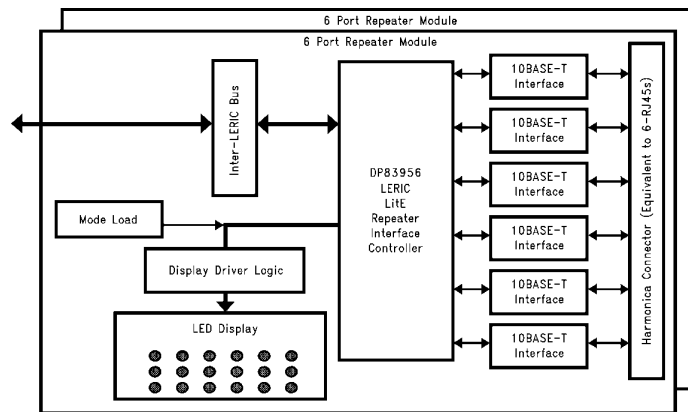 6 Port Repeater Module
6 Port Repeater Module
Inter-LERIC Bus
DP83956
LERIC
LitE
Repeater
Interface
Controller
10BASE-T
Interface
10BASE-T
Interface
10BASE-T
Interface
10BASE-T
Interface
10BASE-T
Interface
10BASE-T
Interface
Harmonica Connector (Equivalent to 6-RJ45s)
Mode Load
Display Driver Logic
LED Display